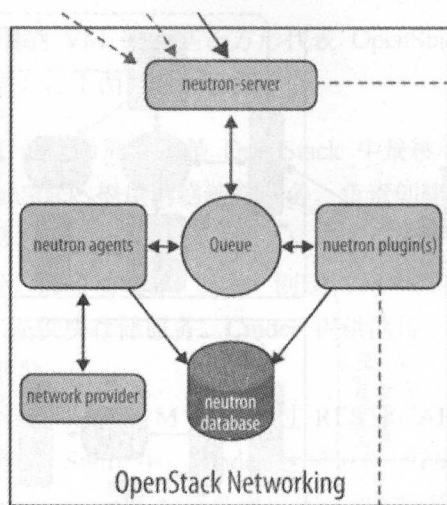 neutron-server
neutron agents
Queue
nuetron plugin(s)
network provider
neutron
database
OpenStack Networking